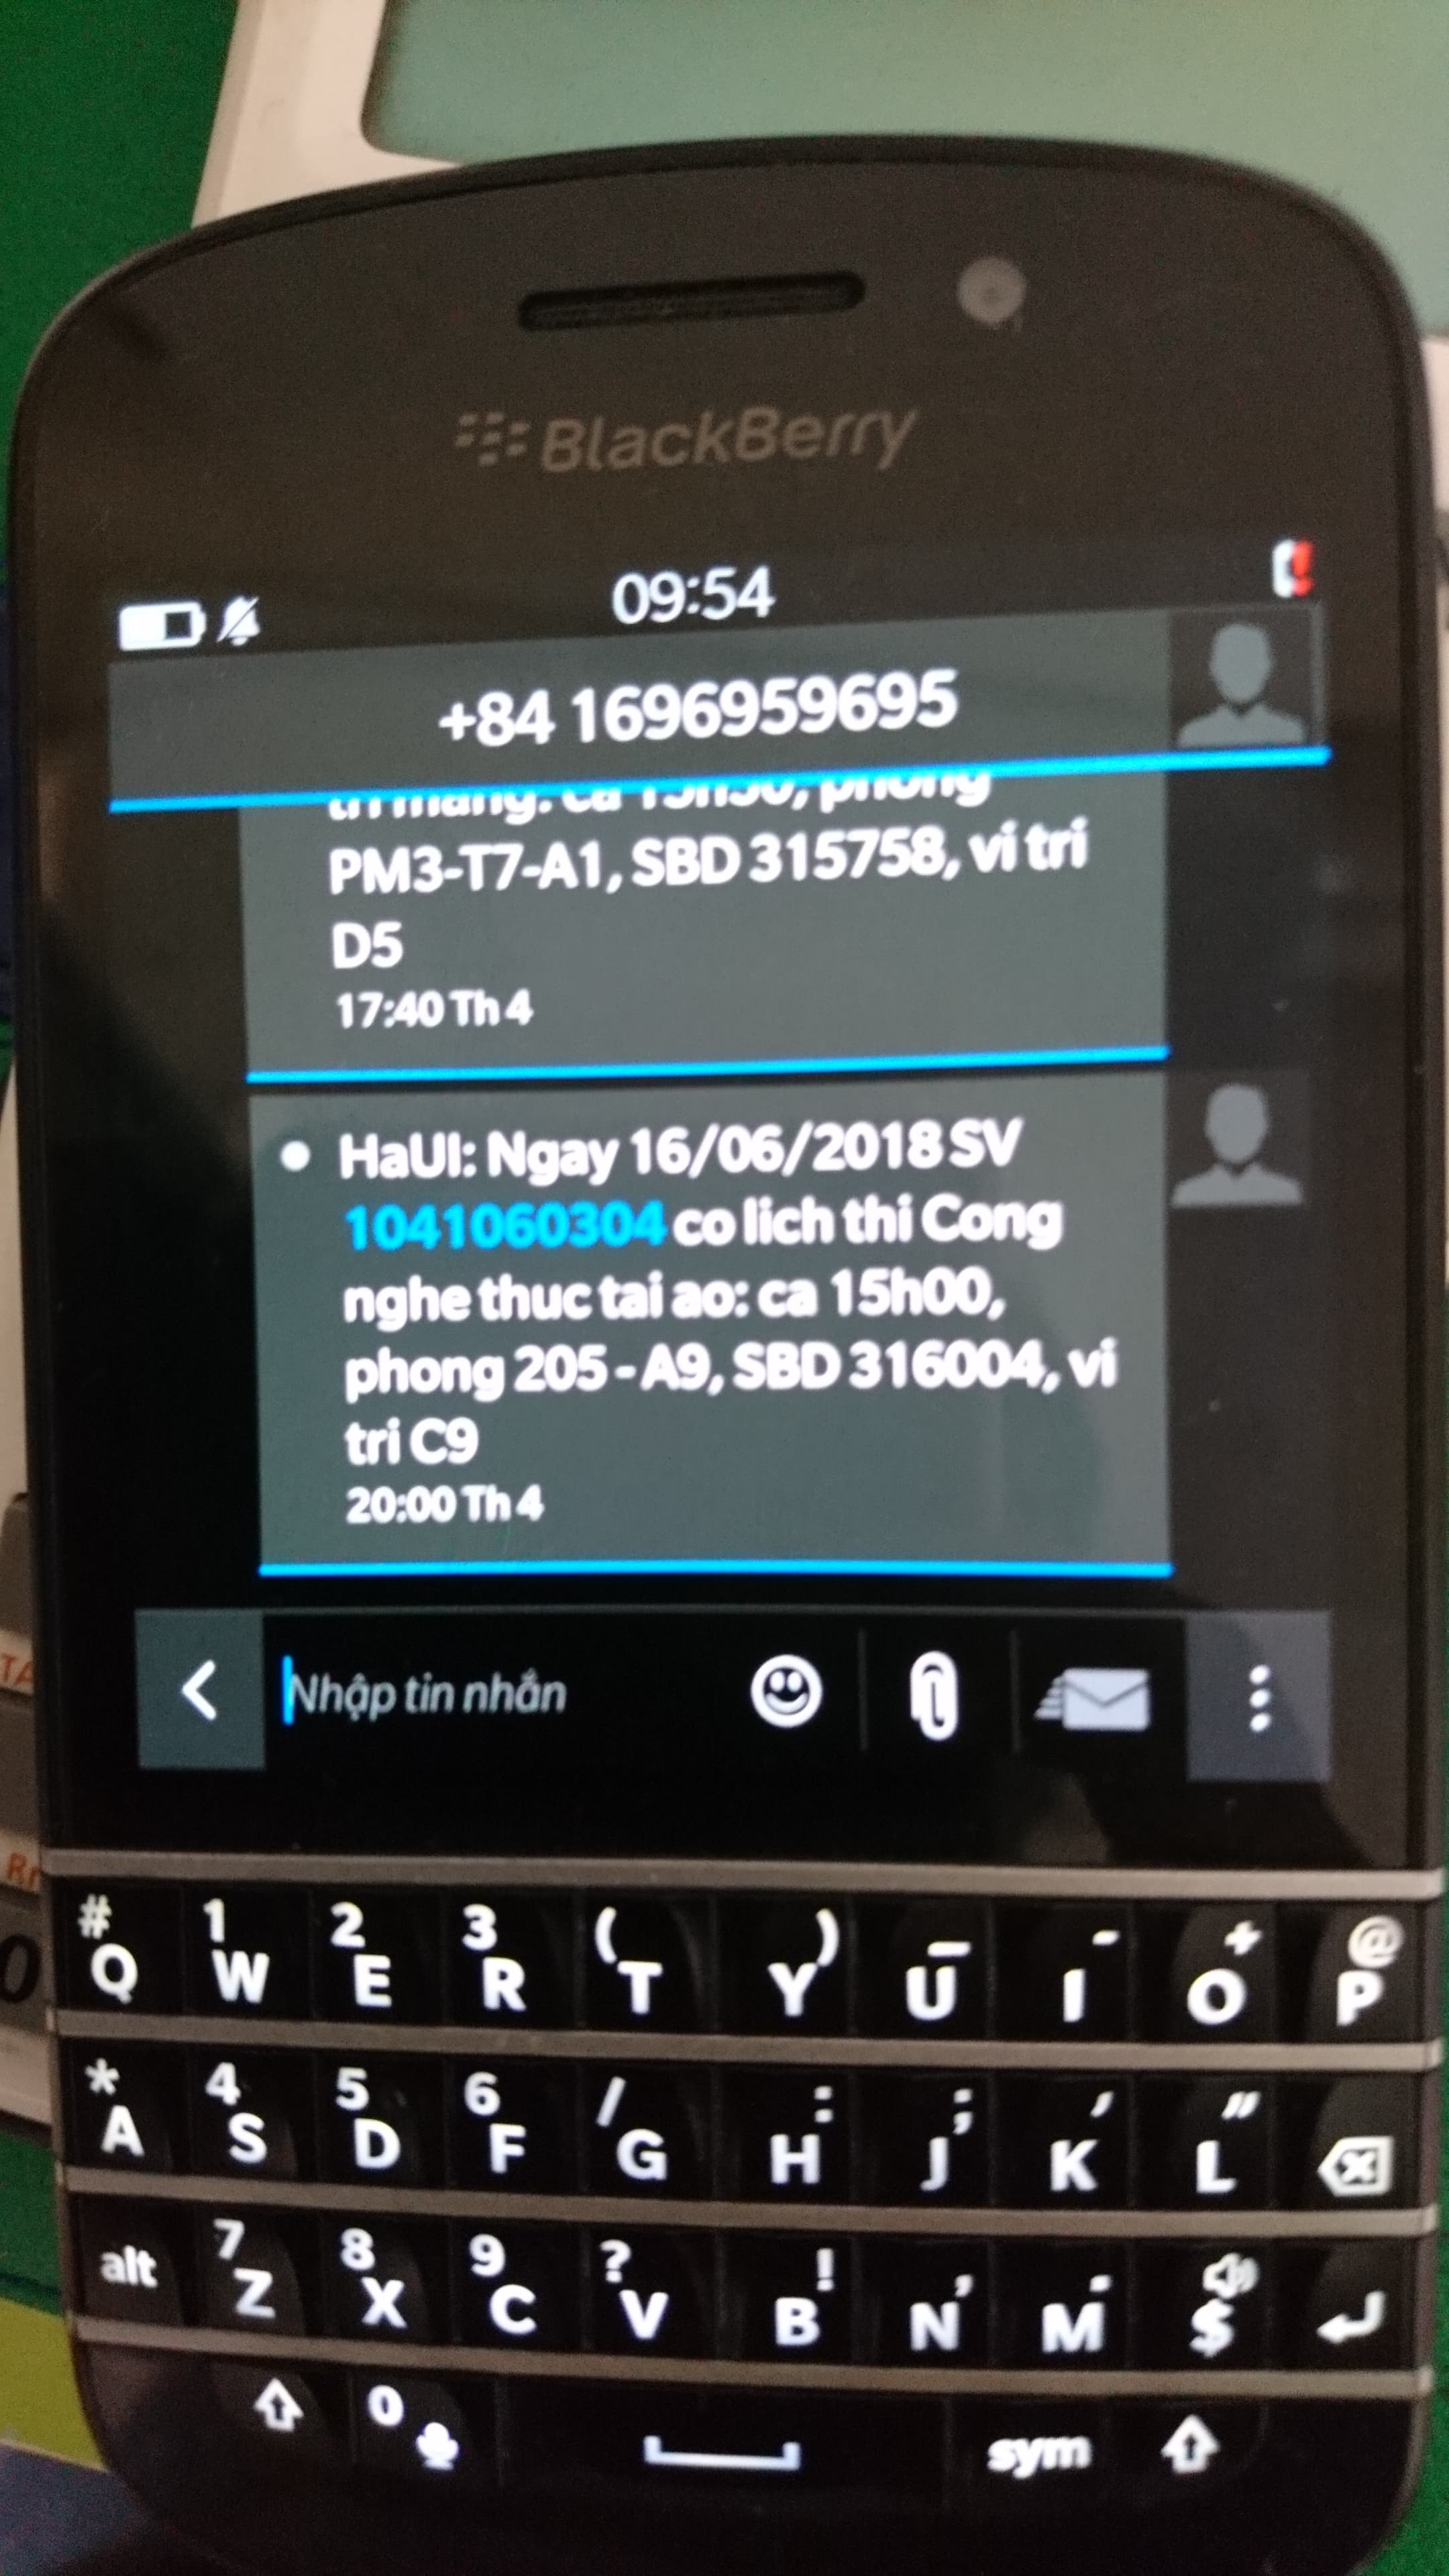 BlackBerry
09:54
+84 1696959695
tri mang: ca 15h30, phong
PM3-T7-A1, SBD 315758, vi tri
D5
17:40 Th 4
HaUI: Ngay 16/06/2018 SV
1041060304 co lich thi Cong
nghe thuc tai ao: ca 15h00,
phong 205 - A9, SBD 316004, vi
tri C9
20:00 Th 4
Nhập tin nhắn
# 1 2 3 ( ) _ - + @
Q W E R T Y U I O P
* 4 5 6 / : ; ' "
A S D F G H J K L
7 8 9 ? ! , .
alt Z X C V B N M $
0
sym